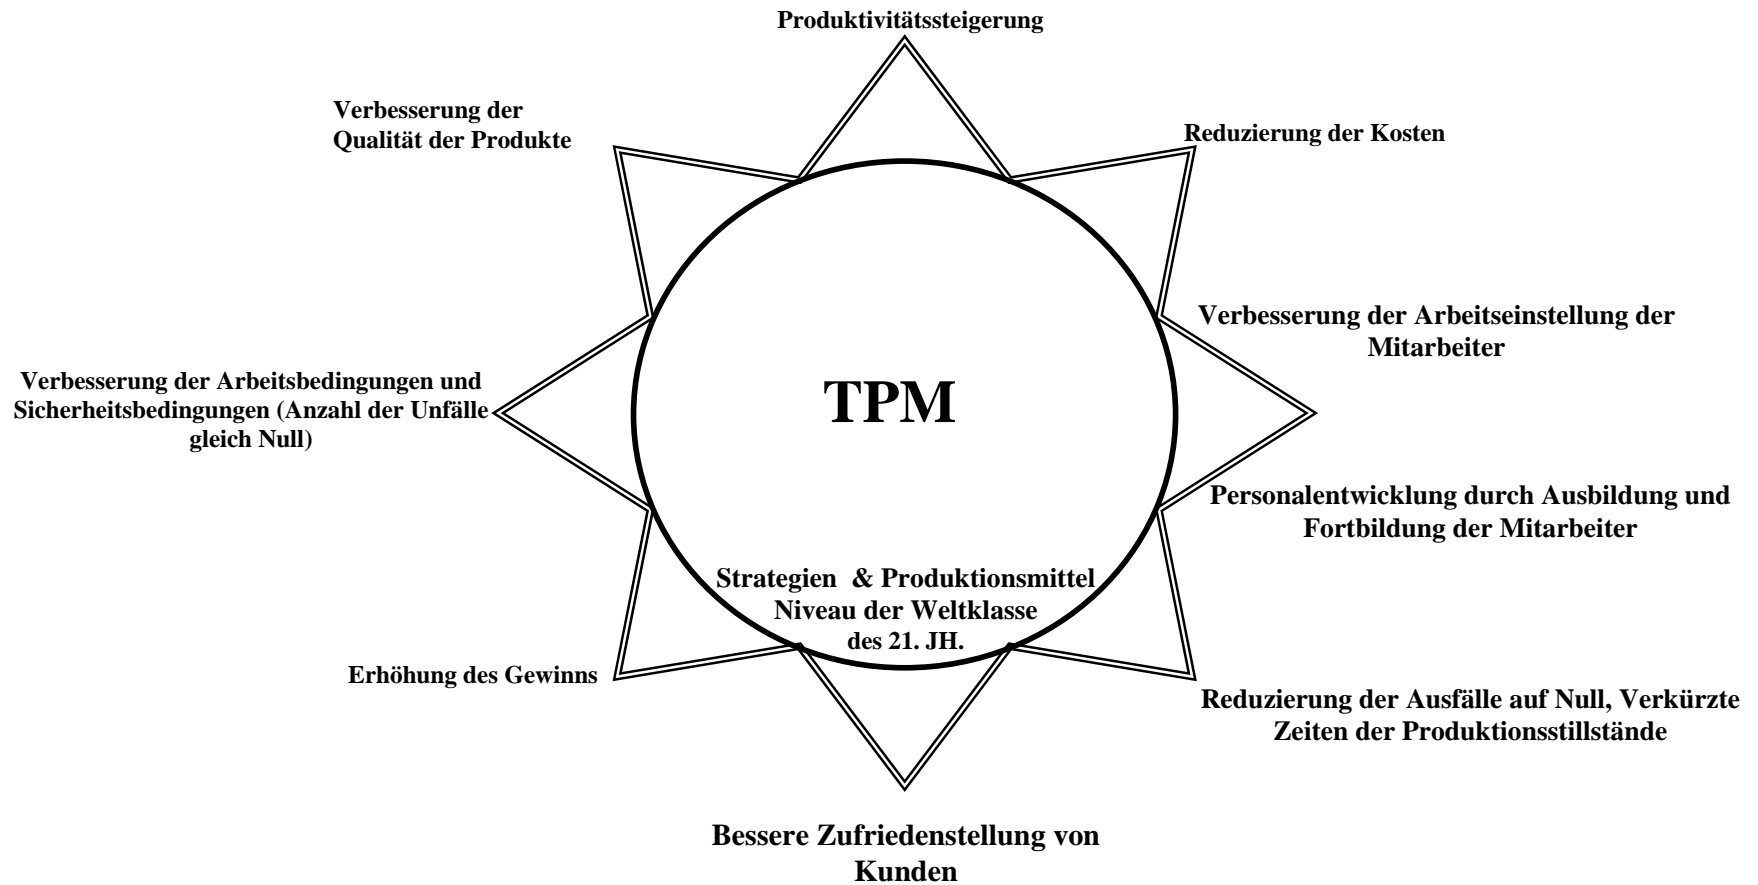 Produktivitätssteigerung
Verbesserung der
Qualität der Produkte
Reduzierung der Kosten
Verbesserung der Arbeitseinstellung der
Mitarbeiter
Verbesserung der Arbeitsbedingungen und
Sicherheitsbedingungen (Anzahl der Unfälle
gleich Null)
TPM
Personalentwicklung durch Ausbildung und
Fortbildung der Mitarbeiter
Strategien & Produktionsmittel
Niveau der Weltklasse
des 21. JH.
Erhöhung des Gewinns
Reduzierung der Ausfälle auf Null, Verkürzte
Zeiten der Produktionsstillstände
Bessere Zufriedenstellung von
Kunden